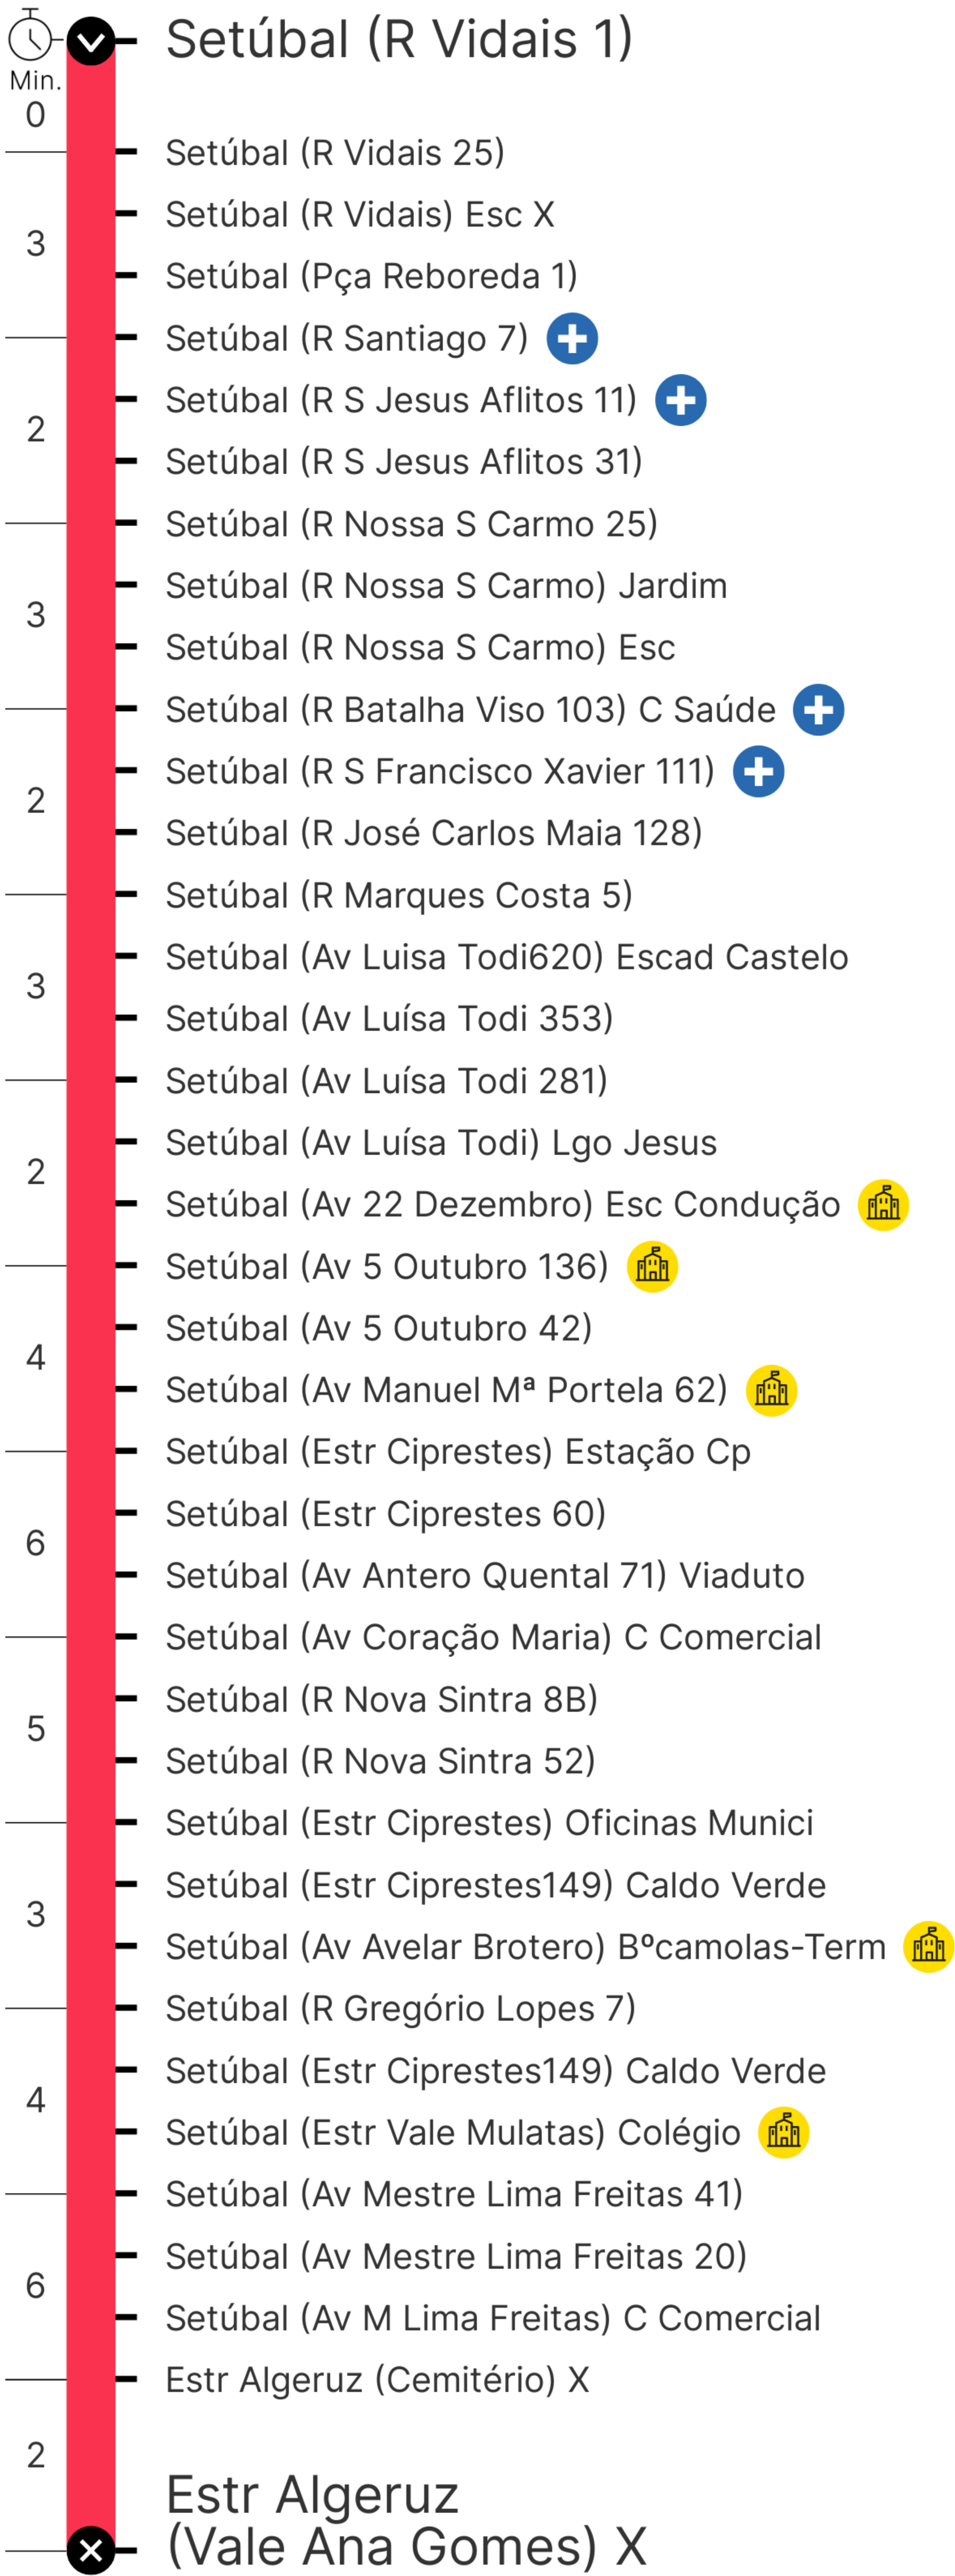 Setúbal (R Vidais 1)
Min.
0
Setúbal (R Vidais 25)
Setúbal (R Vidais) Esc X
3
Setúbal (Pça Reboreda 1)
Setúbal (R Santiago 7)
Setúbal (R S Jesus Aflitos 11)
2
Setúbal (R S Jesus Aflitos 31)
Setúbal (R Nossa S Carmo 25)
Setúbal (R Nossa S Carmo) Jardim
3
Setúbal (R Nossa S Carmo) Esc
Setúbal (R Batalha Viso 103) C Saúde
Setúbal (R S Francisco Xavier 111)
2
Setúbal (R José Carlos Maia 128)
Setúbal (R Marques Costa 5)
Setúbal (Av Luisa Todi620) Escad Castelo
3
Setúbal (Av Luísa Todi 353)
Setúbal (Av Luísa Todi 281)
Setúbal (Av Luísa Todi) Lgo Jesus
2
Setúbal (Av 22 Dezembro) Esc Condução
Setúbal (Av 5 Outubro 136)
Setúbal (Av 5 Outubro 42)
4
Setúbal (Av Manuel Mª Portela 62)
Setúbal (Estr Ciprestes) Estação Cp
Setúbal (Estr Ciprestes 60)
6
Setúbal (Av Antero Quental 71) Viaduto
Setúbal (Av Coração Maria) C Comercial
Setúbal (R Nova Sintra 8B)
5
Setúbal (R Nova Sintra 52)
Setúbal (Estr Ciprestes) Oficinas Munici
Setúbal (Estr Ciprestes149) Caldo Verde
3
Setúbal (Av Avelar Brotero) Bºcamolas-Term
Setúbal (R Gregório Lopes 7)
Setúbal (Estr Ciprestes149) Caldo Verde
4
Setúbal (Estr Vale Mulatas) Colégio
Setúbal (Av Mestre Lima Freitas 41)
Setúbal (Av Mestre Lima Freitas 20)
6
Setúbal (Av M Lima Freitas) C Comercial
Estr Algeruz (Cemitério) X
2
Estr Algeruz
(Vale Ana Gomes) X